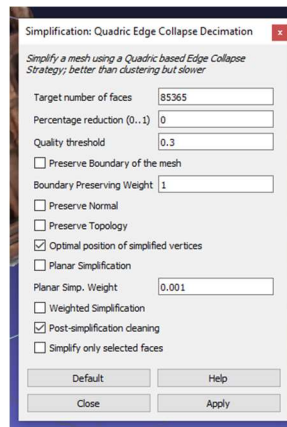 Simplification: Quadric Edge Collapse Decimation
x
Simplify a mesh using a Quadric based Edge Collapse
Strategy; better than clustering but slower
Target number of faces 85365
Percentage reduction (0..1) 0
Quality threshold 0.3
Preserve Boundary of the mesh
Boundary Preserving Weight 1
Preserve Normal
Preserve Topology
Optimal position of simplified vertices
Planar Simplification
Planar Simp. Weight 0.001
Weighted Simplification
Post-simplification cleaning
Simplify only selected faces
Default Help
Close Apply